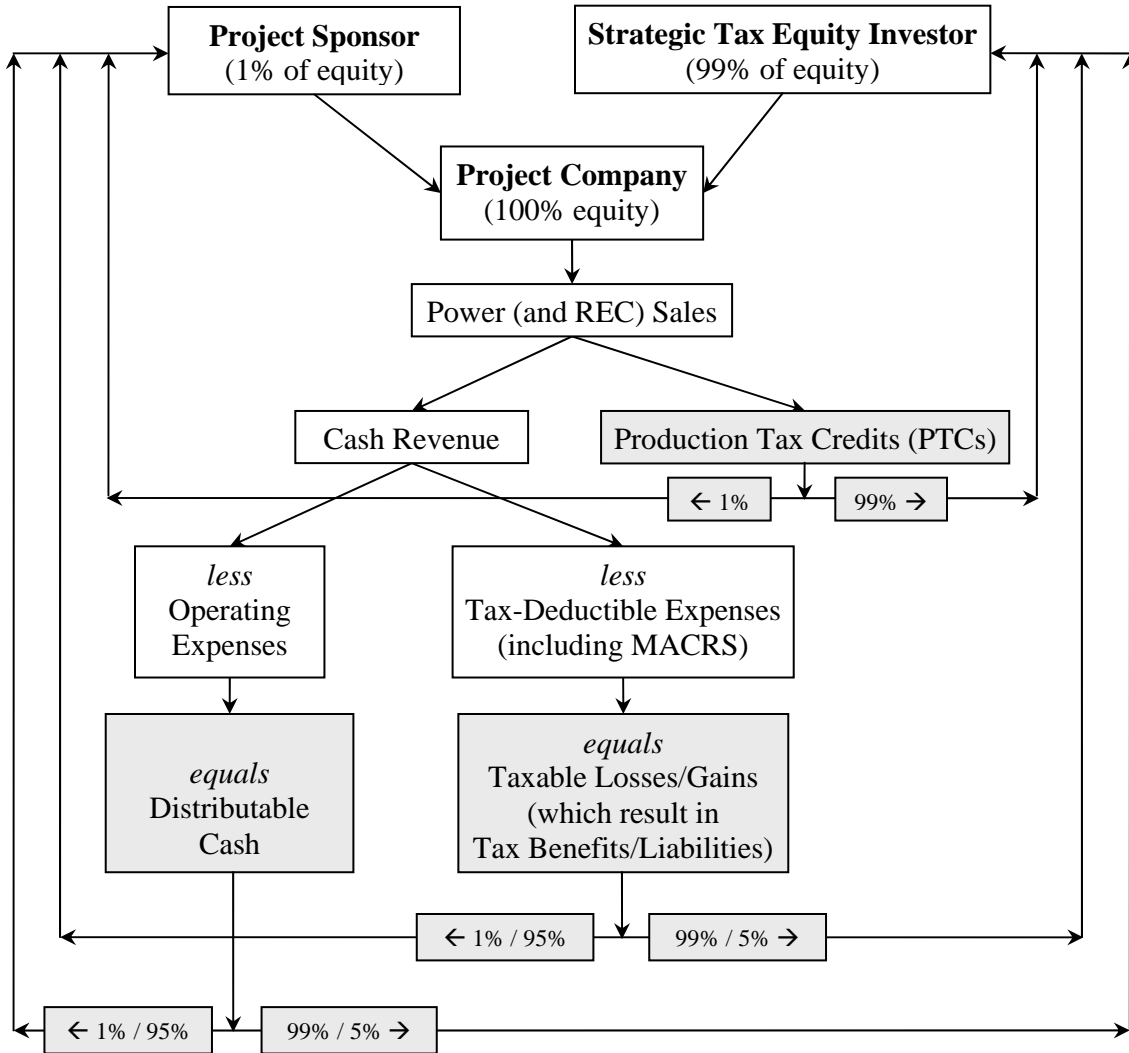 Project Sponsor
(1% of equity)
Strategic Tax Equity Investor
(99% of equity)
Project Company
(100% equity)
Power (and REC) Sales
Cash Revenue
Production Tax Credits (PTCs)
← 1%
99% →
less
Operating
Expenses
less
Tax-Deductible Expenses
(including MACRS)
equals
Distributable
Cash
equals
Taxable Losses/Gains
(which result in
Tax Benefits/Liabilities)
← 1% / 95%
99% / 5% →
← 1% / 95%
99% / 5% →